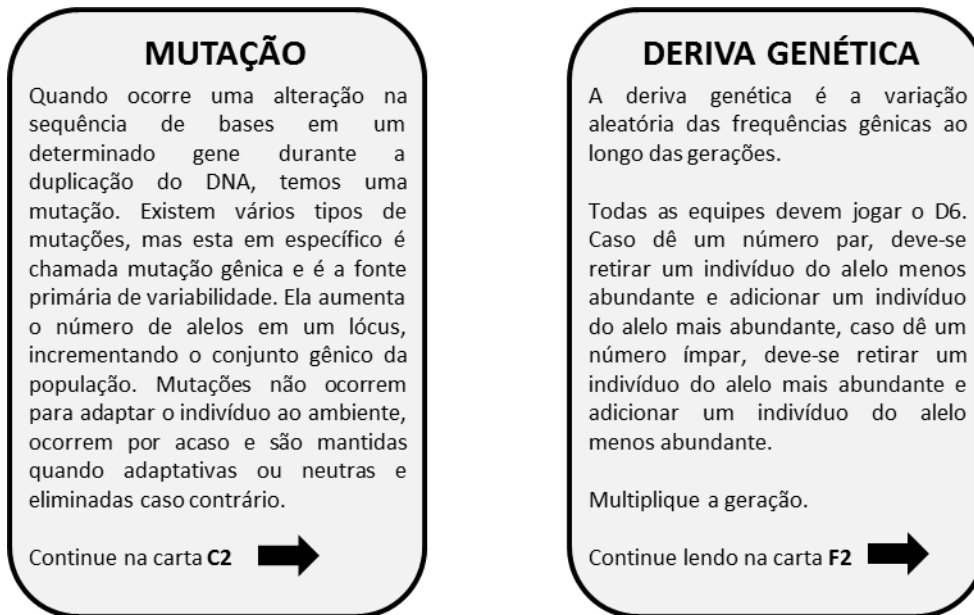 MUTAÇÃO
Quando ocorre uma alteração na
sequência de bases em um
determinado gene durante a
duplicação do DNA, temos uma
mutação. Existem vários tipos de
mutações, mas esta em específico é
chamada mutação gênica e é a fonte
primária de variabilidade. Ela aumenta
o número de alelos em um lócus,
incrementando o conjunto gênico da
população. Mutações não ocorrem
para adaptar o indivíduo ao ambiente,
ocorrem por acaso e são mantidas
quando adaptativas ou neutras e
eliminadas caso contrário.
Continue na carta C2
DERIVA GENÉTICA
A deriva genética é a variação
aleatória das frequências gênicas ao
longo das gerações.
Todas as equipes devem jogar o D6.
Caso dê um número par, deve-se
retirar um indivíduo do alelo menos
abundante e adicionar um indivíduo
do alelo mais abundante, caso dê um
número ímpar, deve-se retirar um
indivíduo do alelo mais abundante e
adicionar um indivíduo do alelo
menos abundante.
Multiplique a geração.
Continue lendo na carta F2